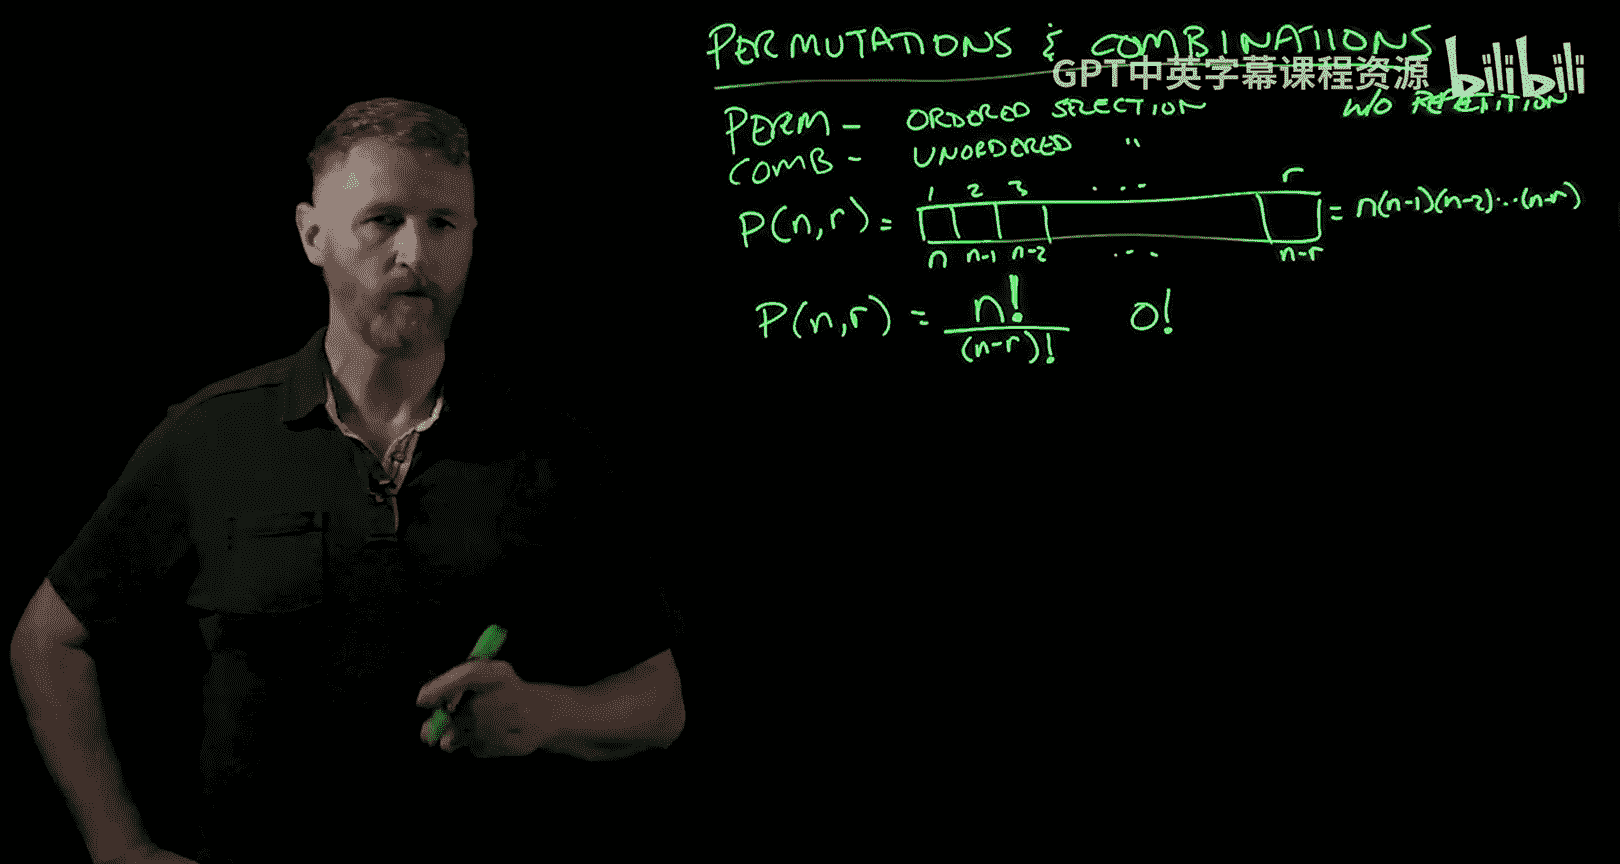 PERMUTATIONS & COMBINATIONS
GPT中英字幕课程资源 bilibili
PERM - ORDERED SELECTION W/O REPETITION
COMB - UNORDERED "
1 2 3 ... r
P(n,r) = = n(n-1)(n-2)...(n-r)
n n-1 n-2 ... n-r
P(n,r) = n!/(n-r)! 0!